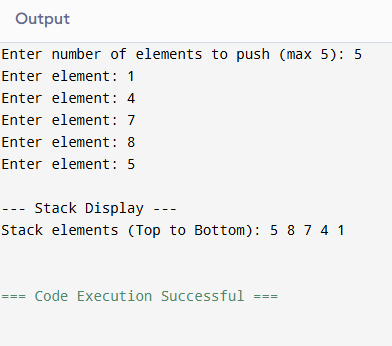 Output
Enter number of elements to push (max 5): 5
Enter element: 1
Enter element: 4
Enter element: 7
Enter element: 8
Enter element: 5
--- Stack Display ---
Stack elements (Top to Bottom): 5 8 7 4 1
=== Code Execution Successful ===